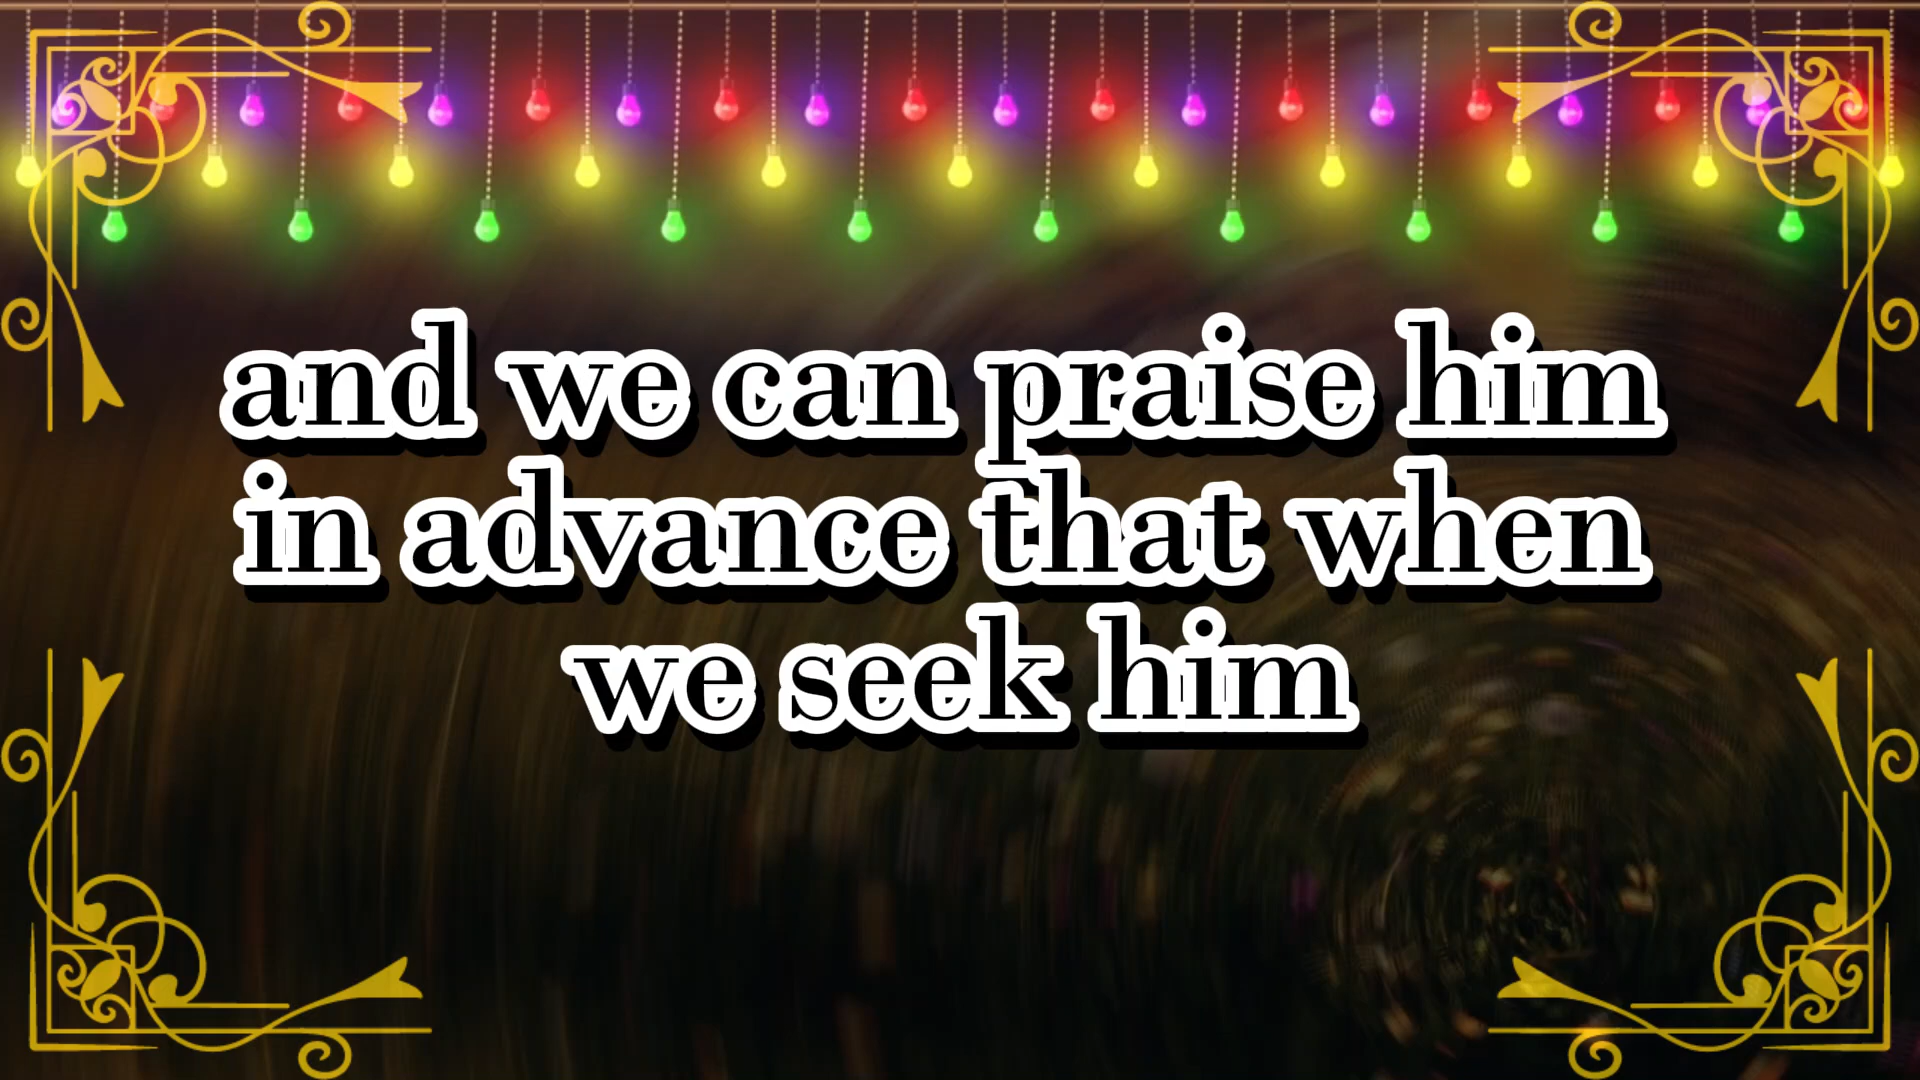 and we can praise him
in advance that when
we seek him